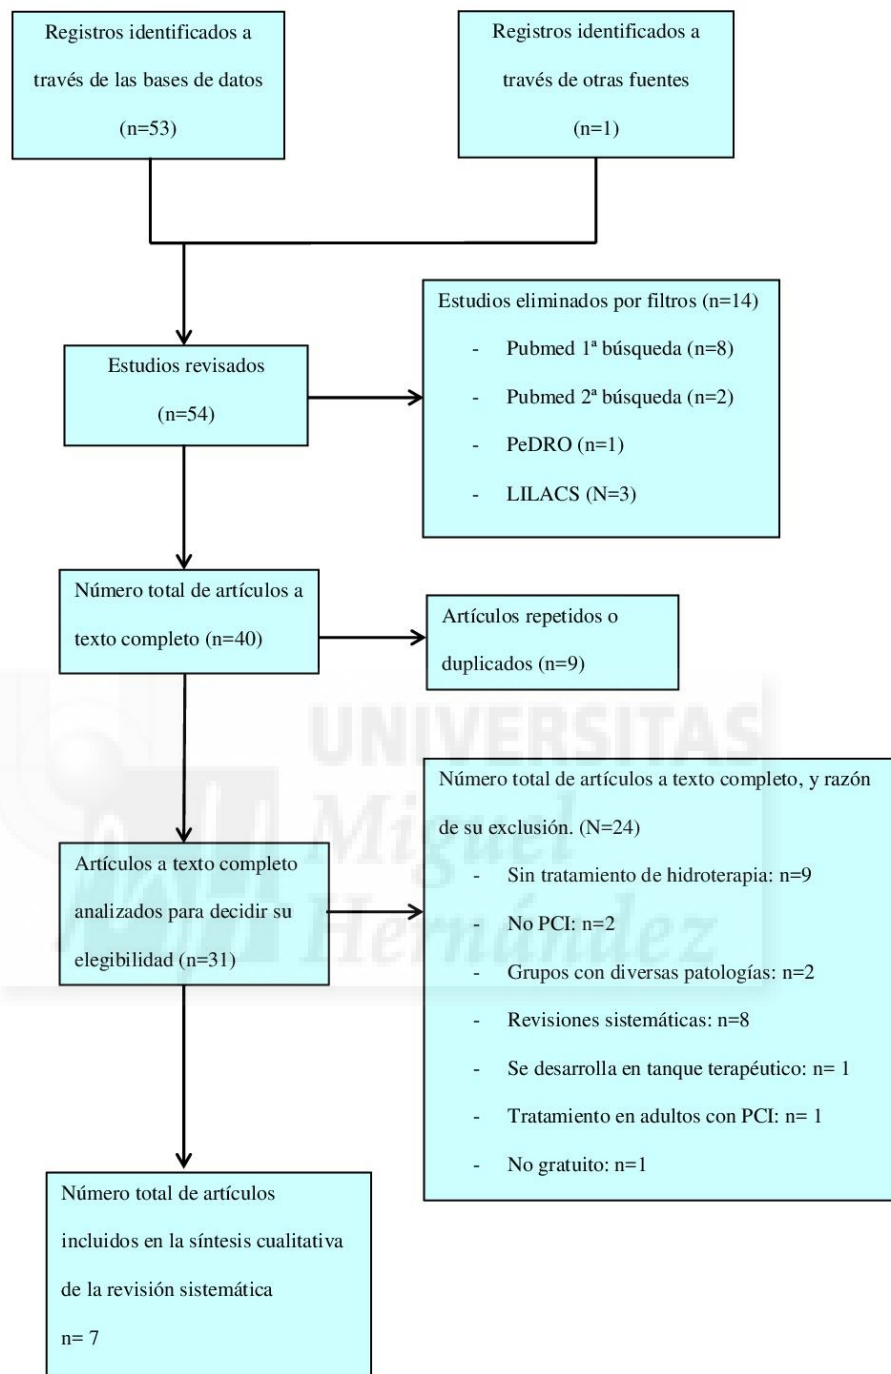 Registros identificados a
través de las bases de datos
(n=53)
Registros identificados a
través de otras fuentes
(n=1)
Estudios eliminados por filtros (n=14)
- Pubmed 1ª búsqueda (n=8)
- Pubmed 2ª búsqueda (n=2)
- PeDRO (n=1)
- LILACS (N=3)
Estudios revisados
(n=54)
Número total de artículos a
texto completo (n=40)
Artículos repetidos o
duplicados (n=9)
UNIVERSITAS
Miguel
Hernández
Número total de artículos a texto completo, y razón
de su exclusión. (N=24)
- Sin tratamiento de hidroterapia: n=9
- No PCI: n=2
- Grupos con diversas patologías: n=2
- Revisiones sistemáticas: n=8
- Se desarrolla en tanque terapéutico: n= 1
- Tratamiento en adultos con PCI: n= 1
- No gratuito: n=1
Artículos a texto completo
analizados para decidir su
elegibilidad (n=31)
Número total de artículos
incluidos en la síntesis cualitativa
de la revisión sistemática
n= 7